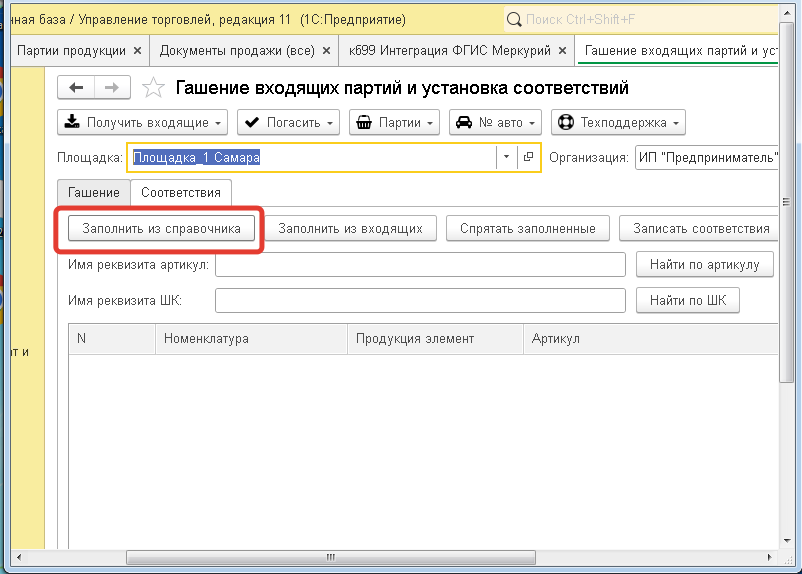 нная база / Управление торговлей, редакция 11 (1С:Предприятие)
Поиск Ctrl+Shift+F
Партии продукции ×
Документы продажи (все) ×
к699 Интеграция ФГИС Меркурий ×
Гашение входящих партий и уст
Гашение входящих партий и установка соответствий
Получить входящие
Погасить
Партии
№ авто
Техподдержка
Площадка: Площадка_1 Самара
Организация: ИП "Предприниматель"
Гашение
Соответствия
Заполнить из справочника
Заполнить из входящих
Спрятать заполненные
Записать соответствия
Имя реквизита артикул:
Найти по артикулу
Имя реквизита ШК:
Найти по ШК
N
Номенклатура
Продукция элемент
Артикул
ат и